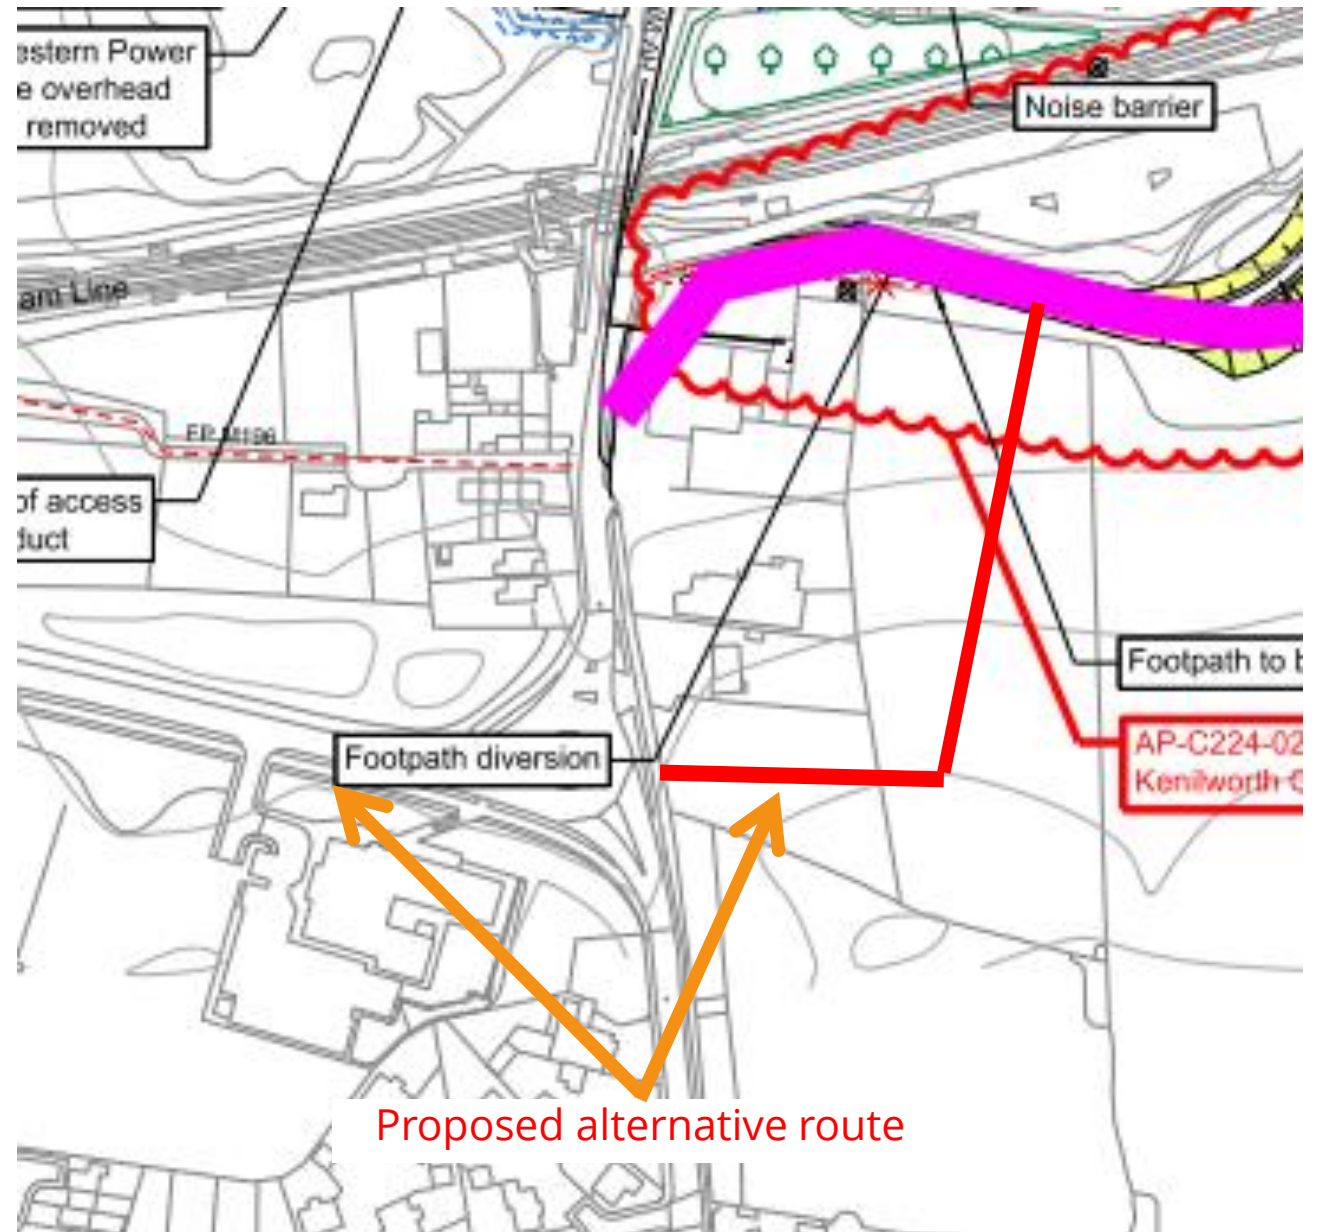 estern Power
e overhead
removed
Noise barrier
am Line
FP M196
of access
duct
Footpath to b
Footpath diversion
AP-C224-02
Kenilworth
Proposed alternative route